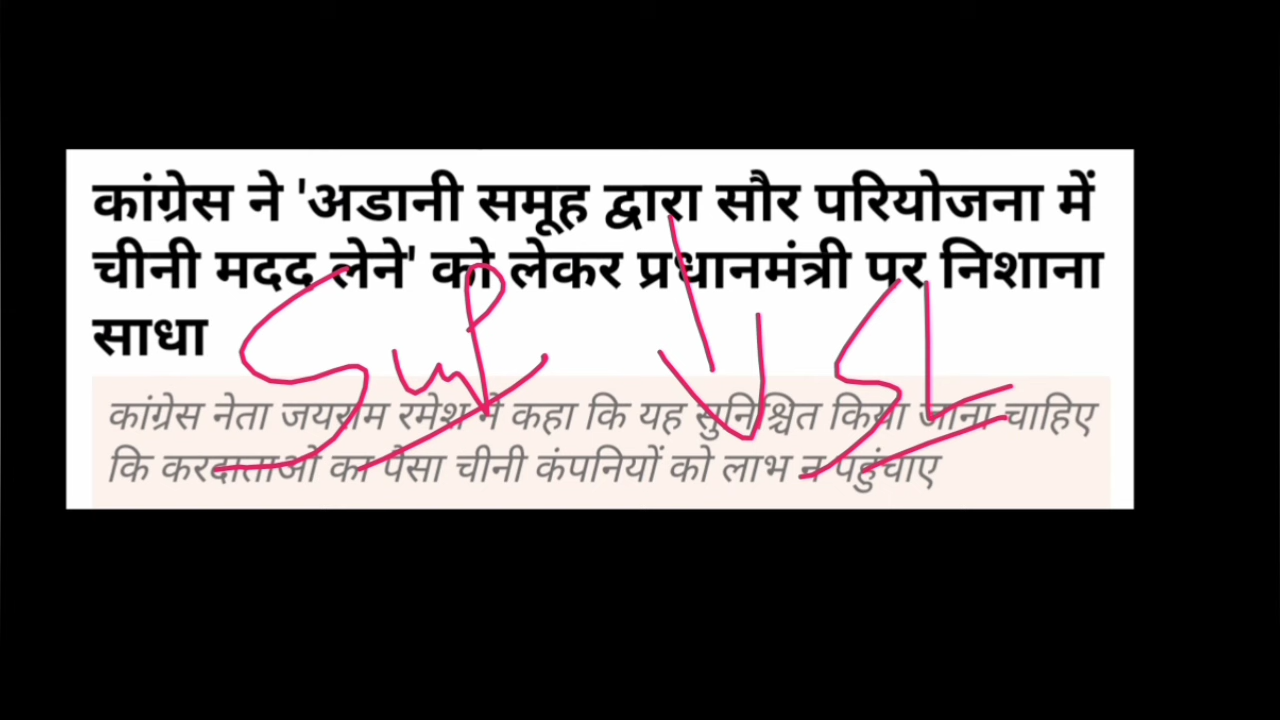 कांग्रेस ने 'अडानी समूह द्वारा सौर परियोजना में
चीनी मदद लेने' को लेकर प्रधानमंत्री पर निशाना
साधा
कांग्रेस नेता जयराम रमेश ने कहा कि यह सुनिश्चित किया जाना चाहिए
कि करदाताओं का पैसा चीनी कंपनियों को लाभ न पहुंचाए